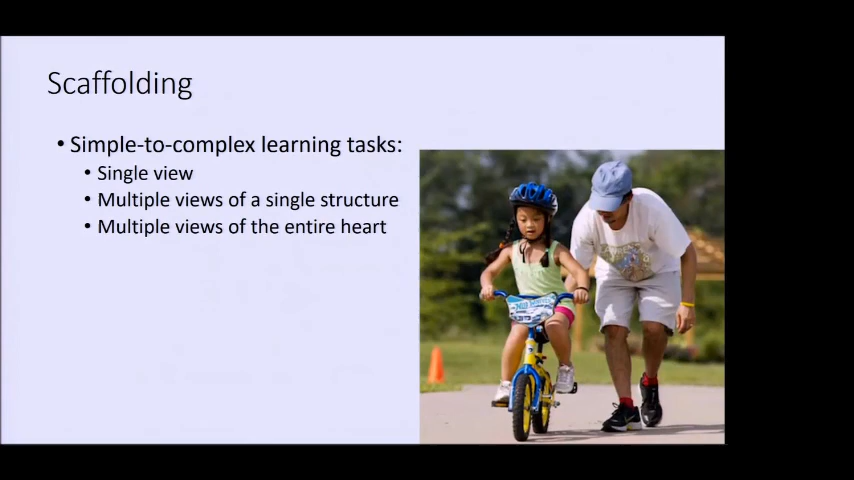 Scaffolding
• Simple-to-complex learning tasks:
• Single view
• Multiple views of a single structure
• Multiple views of the entire heart